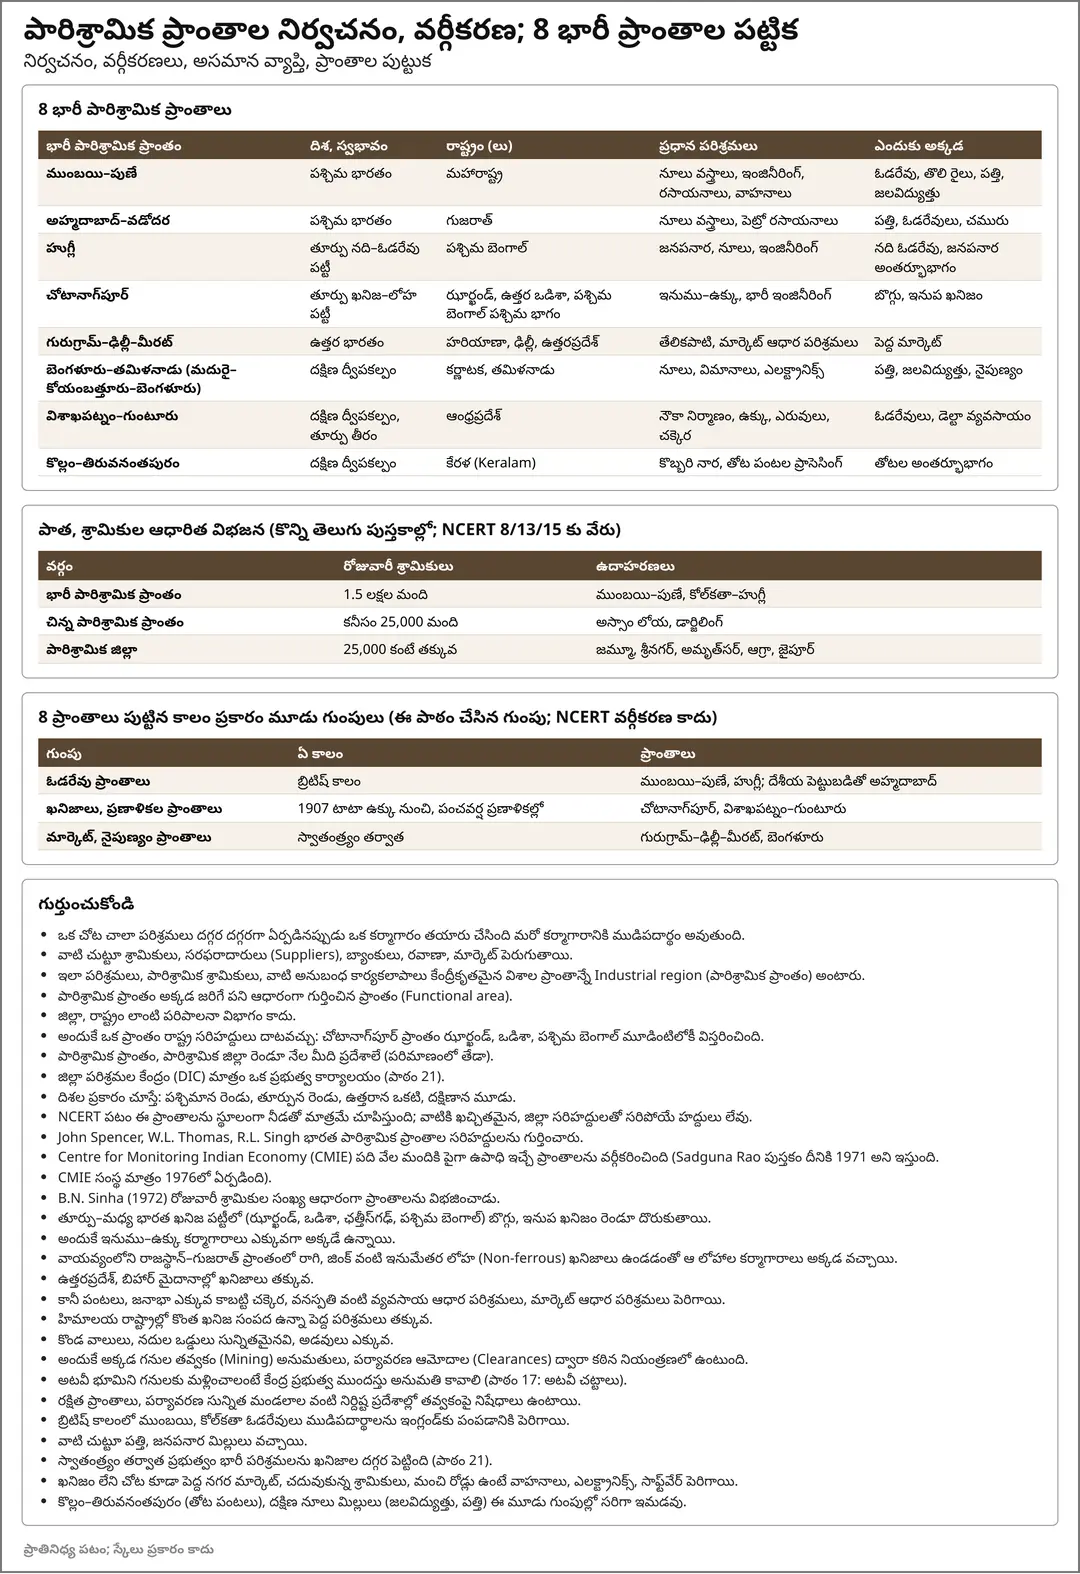 పారిశ్రామిక ప్రాంతాల నిర్వచనం, వర్గీకరణ; 8 భారీ ప్రాంతాల పట్టిక
నిర్వచనం, వర్గీకరణలు, అసమాన వ్యాప్తి, ప్రాంతాల పుట్టుక
8 భారీ పారిశ్రామిక ప్రాంతాలు
భారీ పారిశ్రామిక ప్రాంతం దిశ, స్వభావం రాష్ట్రం (లు) ప్రధాన పరిశ్రమలు ఎందుకు అక్కడ
ముంబయి–పుణే పశ్చిమ భారతం మహారాష్ట్ర నూలు వస్త్రాలు, ఇంజినీరింగ్, ఓడరేవు, తొలి రైలు, పత్తి,
రసాయనాలు, వాహనాలు జలవిద్యుత్తు
అహ్మదాబాద్–వడోదర పశ్చిమ భారతం గుజరాత్ నూలు వస్త్రాలు, పెట్రో రసాయనాలు పత్తి, ఓడరేవులు, చమురు
హుగ్లీ తూర్పు నది–ఓడరేవు పశ్చిమ బెంగాల్ జనపనార, నూలు, ఇంజినీరింగ్ నది ఓడరేవు, జనపనార
పట్టీ అంతర్భూభాగం
చోటానాగ్‌పూర్ తూర్పు ఖనిజ–లోహ ఝార్ఖండ్, ఉత్తర ఒడిశా, పశ్చిమ ఇనుము–ఉక్కు, భారీ ఇంజినీరింగ్ బొగ్గు, ఇనుప ఖనిజం
పట్టీ బెంగాల్ పశ్చిమ భాగం
గురుగ్రామ్–ఢిల్లీ–మీరట్ ఉత్తర భారతం హరియాణా, ఢిల్లీ, ఉత్తరప్రదేశ్ తేలికపాటి, మార్కెట్ ఆధార పరిశ్రమలు పెద్ద మార్కెట్
బెంగళూరు–తమిళనాడు (మదురై– దక్షిణ ద్వీపకల్పం కర్ణాటక, తమిళనాడు నూలు, విమానాలు, ఎలక్ట్రానిక్స్ పత్తి, జలవిద్యుత్తు, నైపుణ్యం
కోయంబత్తూరు–బెంగళూరు)
విశాఖపట్నం–గుంటూరు దక్షిణ ద్వీపకల్పం, ఆంధ్రప్రదేశ్ నౌకా నిర్మాణం, ఉక్కు, ఎరువులు, ఓడరేవులు, డెల్టా వ్యవసాయం
తూర్పు తీరం చక్కెర
కొల్లం–తిరువనంతపురం దక్షిణ ద్వీపకల్పం కేరళ (Keralam) కొబ్బరి నార, తోట పంటల ప్రాసెసింగ్ తోటల అంతర్భూభాగం
పాత, శ్రామికుల ఆధారిత విభజన (కొన్ని తెలుగు పుస్తకాల్లో; NCERT 8/13/15 కు వేరు)
వర్గం రోజువారీ శ్రామికులు ఉదాహరణలు
భారీ పారిశ్రామిక ప్రాంతం 1.5 లక్షల మంది ముంబయి–పుణే, కోల్‌కతా–హుగ్లీ
చిన్న పారిశ్రామిక ప్రాంతం కనీసం 25,000 మంది అస్సాం లోయ, డార్జిలింగ్
పారిశ్రామిక జిల్లా 25,000 కంటే తక్కువ జమ్మూ, శ్రీనగర్, అమృత్‌సర్, ఆగ్రా, జైపూర్
8 ప్రాంతాలు పుట్టిన కాలం ప్రకారం మూడు గుంపులు (ఈ పాఠం చేసిన గుంపు; NCERT వర్గీకరణ కాదు)
గుంపు ఏ కాలం ప్రాంతాలు
ఓడరేవు ప్రాంతాలు బ్రిటిష్ కాలం ముంబయి–పుణే, హుగ్లీ; దేశీయ పెట్టుబడితో అహ్మదాబాద్
ఖనిజాలు, ప్రణాళికల ప్రాంతాలు 1907 టాటా ఉక్కు నుంచి, పంచవర్ష ప్రణాళికల్లో చోటానాగ్‌పూర్, విశాఖపట్నం–గుంటూరు
మార్కెట్, నైపుణ్యం ప్రాంతాలు స్వాతంత్ర్యం తర్వాత గురుగ్రామ్–ఢిల్లీ–మీరట్, బెంగళూరు
గుర్తుంచుకోండి
• ఒక చోట చాలా పరిశ్రమలు దగ్గర దగ్గరగా ఏర్పడినప్పుడు ఒక కర్మాగారం తయారు చేసింది మరో కర్మాగారానికి ముడిపదార్థం అవుతుంది.
• వాటి చుట్టూ శ్రామికులు, సరఫరాదారులు (Suppliers), బ్యాంకులు, రవాణా, మార్కెట్ పెరుగుతాయి.
• ఇలా పరిశ్రమలు, పారిశ్రామిక శ్రామికులు, వాటి అనుబంధ కార్యకలాపాలు కేంద్రీకృతమైన విశాల ప్రాంతాన్నే Industrial region (పారిశ్రామిక ప్రాంతం) అంటారు.
• పారిశ్రామిక ప్రాంతం అక్కడ జరిగే పని ఆధారంగా గుర్తించిన ప్రాంతం (Functional area).
• జిల్లా, రాష్ట్రం లాంటి పరిపాలనా విభాగం కాదు.
• అందుకే ఒక ప్రాంతం రాష్ట్ర సరిహద్దులు దాటవచ్చు: చోటానాగ్‌పూర్ ప్రాంతం ఝార్ఖండ్, ఒడిశా, పశ్చిమ బెంగాల్ మూడింటిలోకీ విస్తరించింది.
• పారిశ్రామిక ప్రాంతం, పారిశ్రామిక జిల్లా రెండూ నేల మీది ప్రదేశాలే (పరిమాణంలో తేడా).
• జిల్లా పరిశ్రమల కేంద్రం (DIC) మాత్రం ఒక ప్రభుత్వ కార్యాలయం (పాఠం 21).
• దిశల ప్రకారం చూస్తే: పశ్చిమాన రెండు, తూర్పున రెండు, ఉత్తరాన ఒకటి, దక్షిణాన మూడు.
• NCERT పటం ఈ ప్రాంతాలను స్థూలంగా నీడతో మాత్రమే చూపిస్తుంది; వాటికి ఖచ్చితమైన, జిల్లా సరిహద్దులతో సరిపోయే హద్దులు లేవు.
• John Spencer, W.L. Thomas, R.L. Singh భారత పారిశ్రామిక ప్రాంతాల సరిహద్దులను గుర్తించారు.
• Centre for Monitoring Indian Economy (CMIE) పది వేల మందికి పైగా ఉపాధి ఇచ్చే ప్రాంతాలను వర్గీకరించింది (Sadguna Rao పుస్తకం దీనికి 1971 అని ఇస్తుంది.
• CMIE సంస్థ మాత్రం 1976లో ఏర్పడింది).
• B.N. Sinha (1972) రోజువారీ శ్రామికుల సంఖ్య ఆధారంగా ప్రాంతాలను విభజించాడు.
• తూర్పు–మధ్య భారత ఖనిజ పట్టీలో (ఝార్ఖండ్, ఒడిశా, ఛత్తీస్‌గఢ్, పశ్చిమ బెంగాల్) బొగ్గు, ఇనుప ఖనిజం రెండూ దొరుకుతాయి.
• అందుకే ఇనుము–ఉక్కు కర్మాగారాలు ఎక్కువగా అక్కడే ఉన్నాయి.
• వాయవ్యంలోని రాజస్థాన్–గుజరాత్ ప్రాంతంలో రాగి, జింక్ వంటి ఇనుమేతర లోహ (Non-ferrous) ఖనిజాలు ఉండడంతో ఆ లోహాల కర్మాగారాలు అక్కడ వచ్చాయి.
• ఉత్తరప్రదేశ్, బిహార్ మైదానాల్లో ఖనిజాలు తక్కువ.
• కానీ పంటలు, జనాభా ఎక్కువ కాబట్టి చక్కెర, వనస్పతి వంటి వ్యవసాయ ఆధార పరిశ్రమలు, మార్కెట్ ఆధార పరిశ్రమలు పెరిగాయి.
• హిమాలయ రాష్ట్రాల్లో కొంత ఖనిజ సంపద ఉన్నా పెద్ద పరిశ్రమలు తక్కువ.
• కొండ వాలులు, నదుల ఒడ్డులు సున్నితమైనవి, అడవులు ఎక్కువ.
• అందుకే అక్కడ గనుల తవ్వకం (Mining) అనుమతులు, పర్యావరణ ఆమోదాల (Clearances) ద్వారా కఠిన నియంత్రణలో ఉంటుంది.
• అటవీ భూమిని గనులకు మళ్లించాలంటే కేంద్ర ప్రభుత్వ ముందస్తు అనుమతి కావాలి (పాఠం 17: అటవీ చట్టాలు).
• రక్షిత ప్రాంతాలు, పర్యావరణ సున్నిత మండలాల వంటి నిర్దిష్ట ప్రదేశాల్లో తవ్వకంపై నిషేధాలు ఉంటాయి.
• బ్రిటిష్ కాలంలో ముంబయి, కోల్‌కతా ఓడరేవులు ముడిపదార్థాలను ఇంగ్లండ్‌కు పంపడానికి పెరిగాయి.
• వాటి చుట్టూ పత్తి, జనపనార మిల్లులు వచ్చాయి.
• స్వాతంత్ర్యం తర్వాత ప్రభుత్వం భారీ పరిశ్రమలను ఖనిజాల దగ్గర పెట్టింది (పాఠం 21).
• ఖనిజం లేని చోట కూడా పెద్ద నగర మార్కెట్, చదువుకున్న శ్రామికులు, మంచి రోడ్లు ఉంటే వాహనాలు, ఎలక్ట్రానిక్స్, సాఫ్ట్‌వేర్ పెరిగాయి.
• కొల్లం–తిరువనంతపురం (తోట పంటలు), దక్షిణ నూలు మిల్లులు (జలవిద్యుత్తు, పత్తి) ఈ మూడు గుంపుల్లో సరిగా ఇమడవు.
ప్రాతినిధ్య పటం; స్కేలు ప్రకారం కాదు